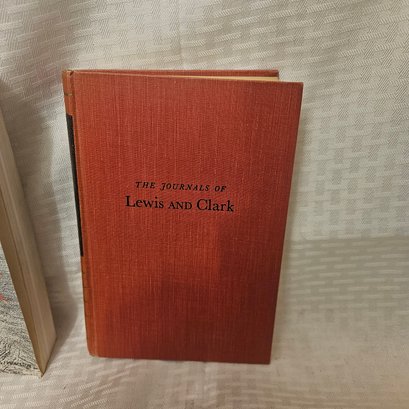 THE JOURNALS OF
Lewis AND Clark